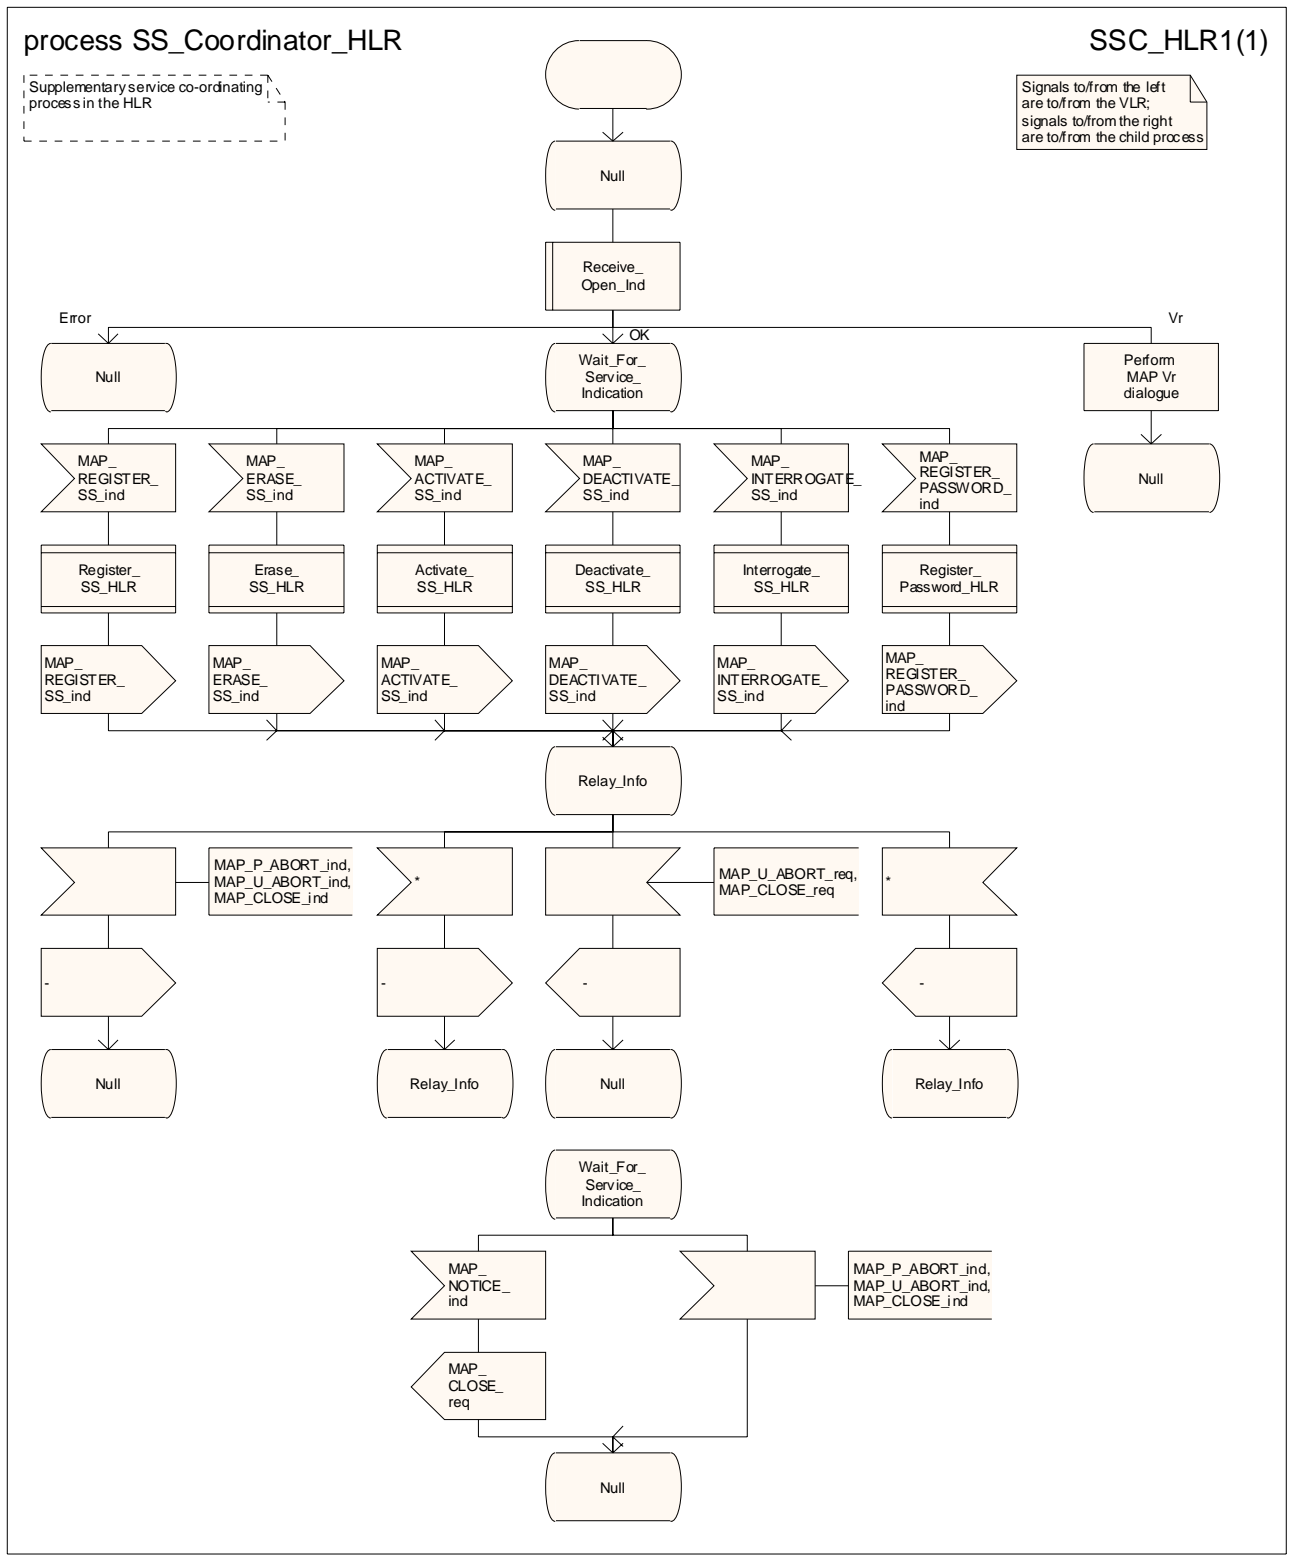 process SS_Coordinator_HLR
SSC_HLR1(1)
Supplementary service co-ordinating
process in the HLR
Signals to/from the left
are to/from the VLR;
signals to/from the right
are to/from the child process
Null
Receive_
Open_Ind
Error
OK
Vr
Null
Wait_For_
Service_
Indication
Perform
MAP Vr
dialogue
Null
MAP_
REGISTER_
SS_ind
MAP_
ERASE_
SS_ind
MAP_
ACTIVATE_
SS_ind
MAP_
DEACTIVATE_
SS_ind
MAP_
INTERROGATE_
SS_ind
MAP_
REGISTER_
PASSWORD_
ind
Register_
SS_HLR
Erase_
SS_HLR
Activate_
SS_HLR
Deactivate_
SS_HLR
Interrogate_
SS_HLR
Register_
Password_HLR
MAP_
REGISTER_
SS_ind
MAP_
ERASE_
SS_ind
MAP_
ACTIVATE_
SS_ind
MAP_
DEACTIVATE_
SS_ind
MAP_
INTERROGATE_
SS_ind
MAP_
REGISTER_
PASSWORD_
ind
Relay_Info
MAP_P_ABORT_ind,
MAP_U_ABORT_ind,
MAP_CLOSE_ind
*
MAP_U_ABORT_req,
MAP_CLOSE_req
*
-
-
-
-
Null
Relay_Info
Null
Relay_Info
Wait_For_
Service_
Indication
MAP_
NOTICE_
ind
MAP_P_ABORT_ind,
MAP_U_ABORT_ind,
MAP_CLOSE_ind
MAP_
CLOSE_
req
Null